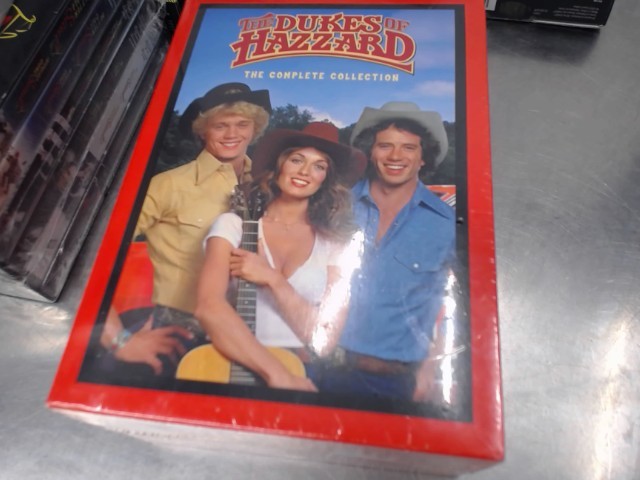 THE DUKES OF
HAZZARD
THE COMPLETE COLLECTION